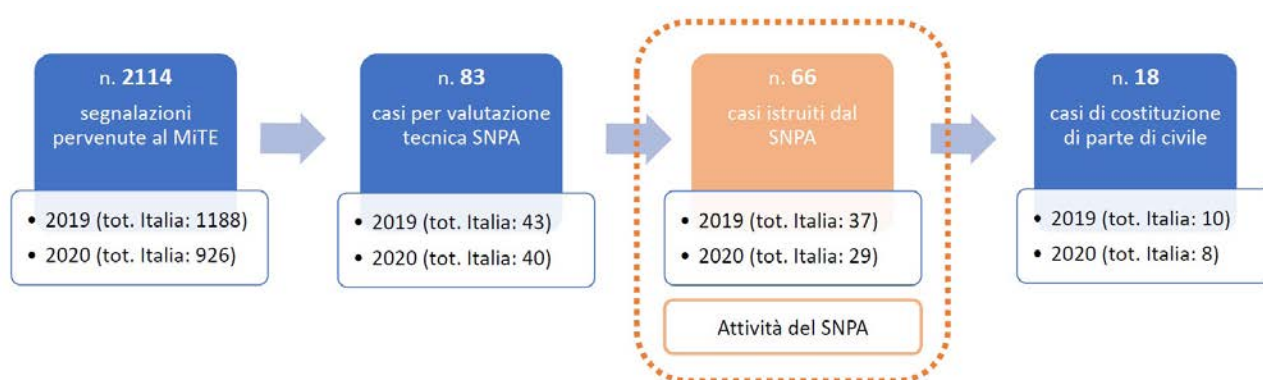 n. 2114
segnalazioni
pervenute al MiTE
• 2019 (tot. Italia: 1188)
• 2020 (tot. Italia: 926)
n. 83
casi per valutazione
tecnica SNPA
• 2019 (tot. Italia: 43)
• 2020 (tot. Italia: 40)
n. 66
casi istruiti dal
SNPA
• 2019 (tot. Italia: 37)
• 2020 (tot. Italia: 29)
Attività del SNPA
n. 18
casi di costituzione
di parte di civile
• 2019 (tot. Italia: 10)
• 2020 (tot. Italia: 8)